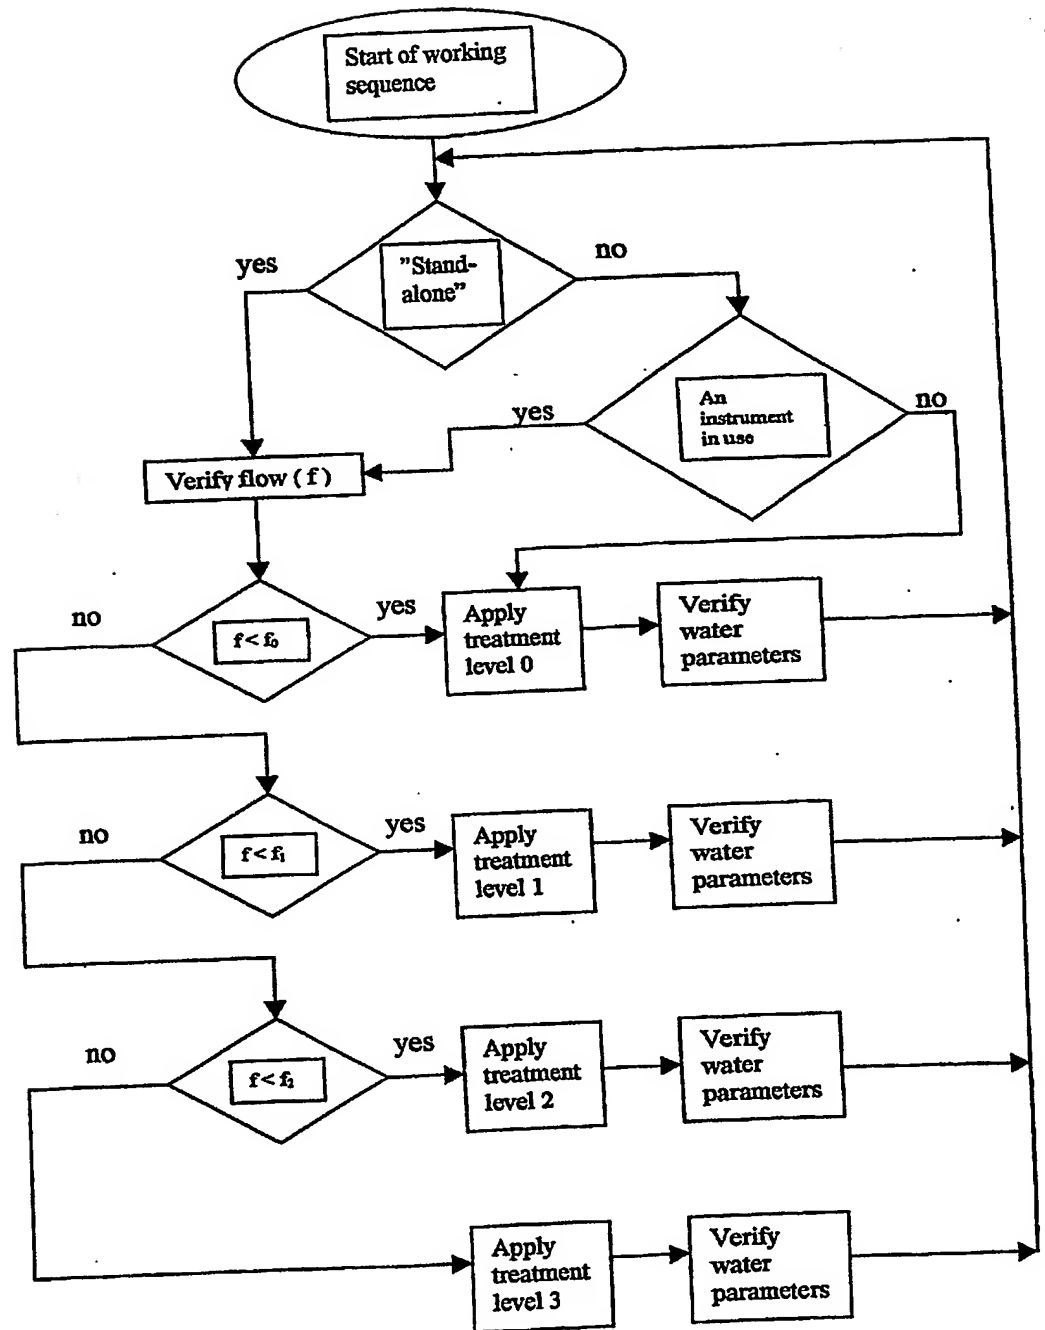 Start of working
sequence
yes
"Stand-
alone"
no
yes
An
instrument
in use
no
Verify flow ( f )
no
f < f₀
yes
Apply
treatment
level 0
Verify
water
parameters
no
f < f₁
yes
Apply
treatment
level 1
Verify
water
parameters
no
f < f₂
yes
Apply
treatment
level 2
Verify
water
parameters
Apply
treatment
level 3
Verify
water
parameters